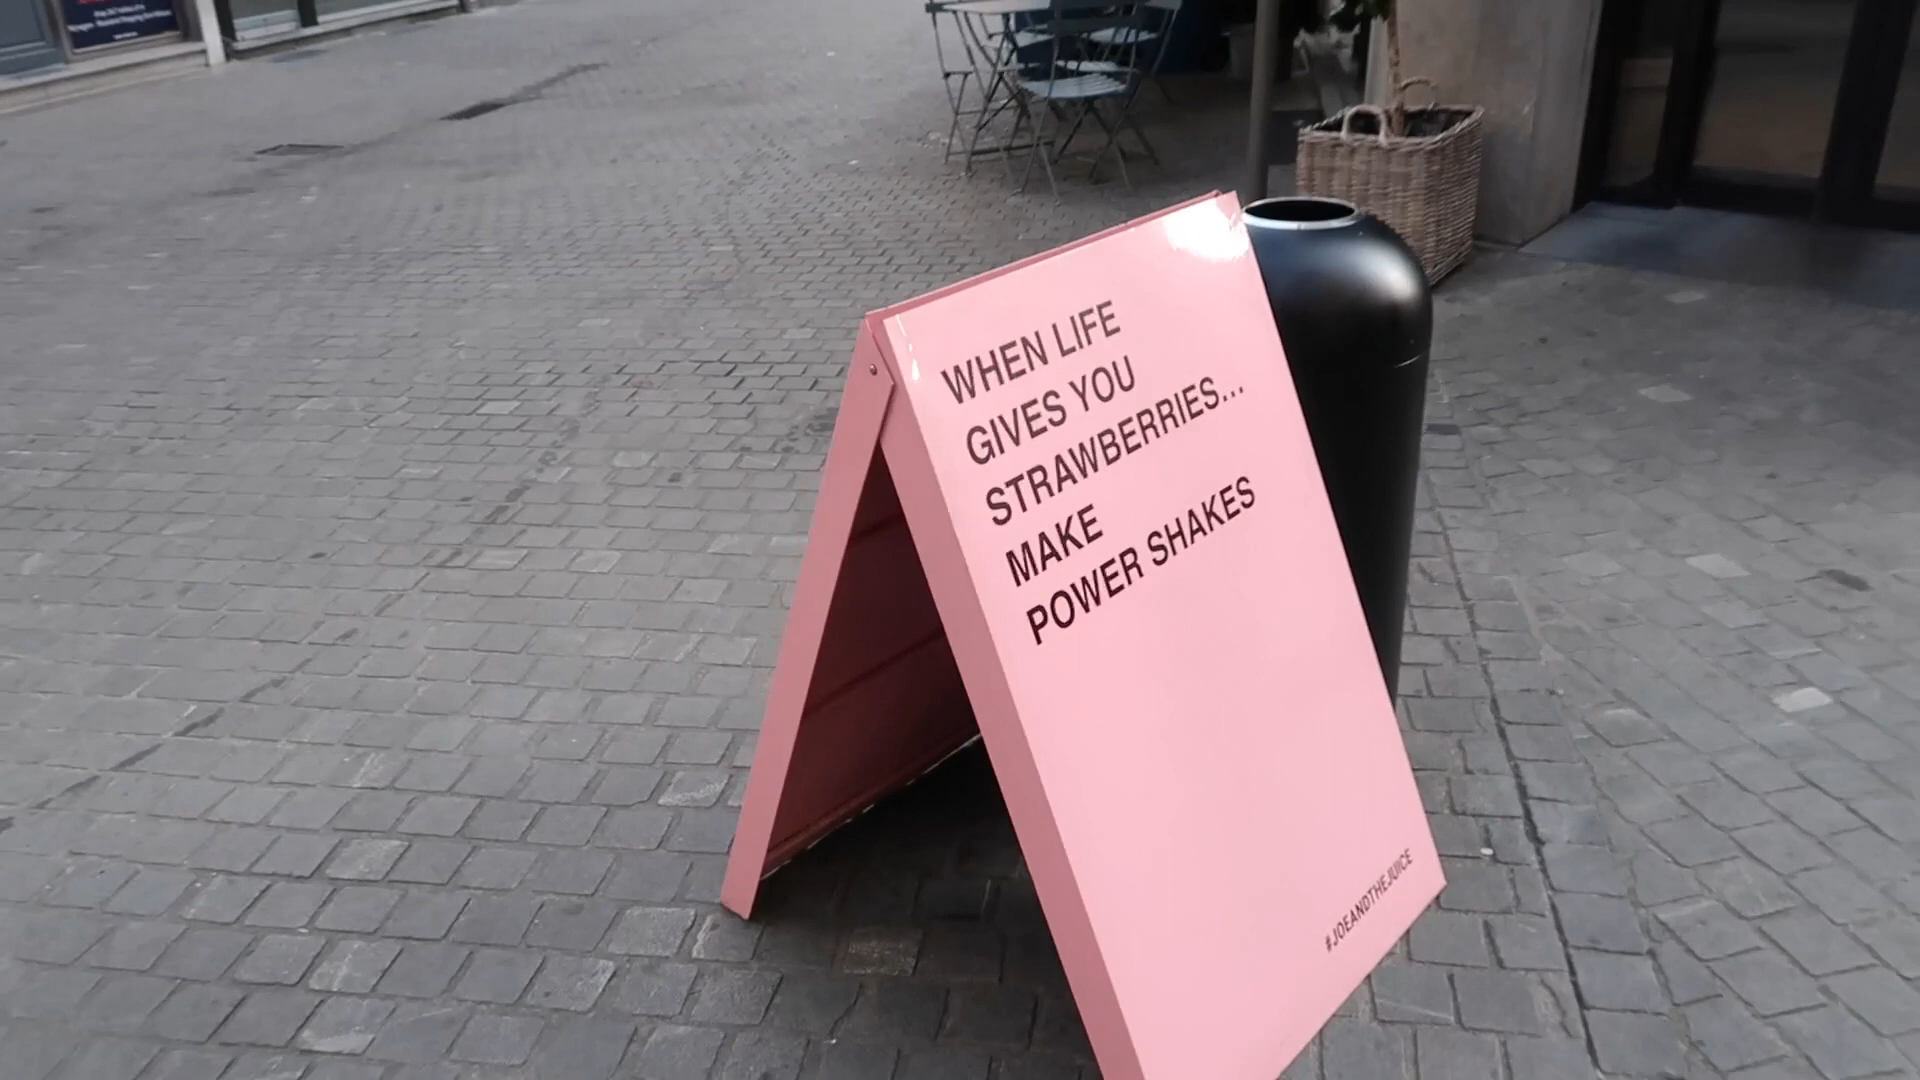 WHEN LIFE
GIVES YOU
STRAWBERRIES...
MAKE
POWER SHAKES
#JOEANDTHEJUICE